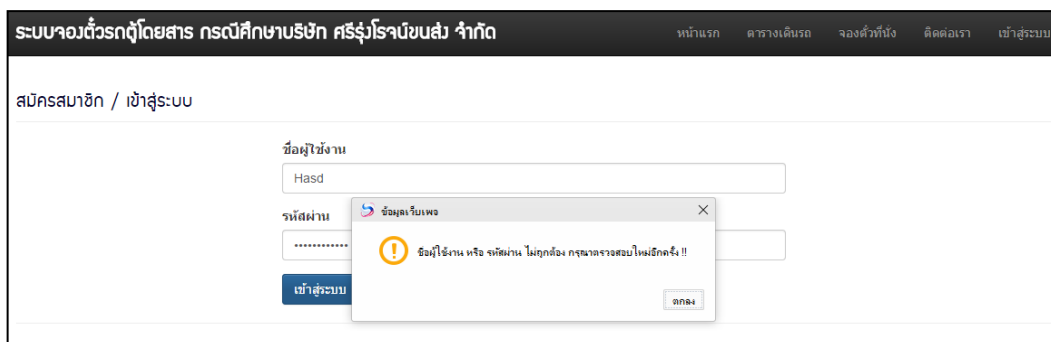 ระบบจองตั๋วรถตู้โดยสาร กรณีศึกษาบริษัท ศรีรุ่งโรจน์ขนส่ง จำกัด
หน้าแรก ตารางเดินรถ จองตั๋วที่นั่ง ติดต่อเรา เข้าสู่ระบบ
สมัครสมาชิก / เข้าสู่ระบบ
ชื่อผู้ใช้งาน
Hasd
รหัสผ่าน
ข้อมูลเว็บเพจ
ชื่อผู้ใช้งาน หรือ รหัสผ่าน ไม่ถูกต้อง กรุณาตรวจสอบใหม่อีกครั้ง !!
เข้าสู่ระบบ
ตกลง